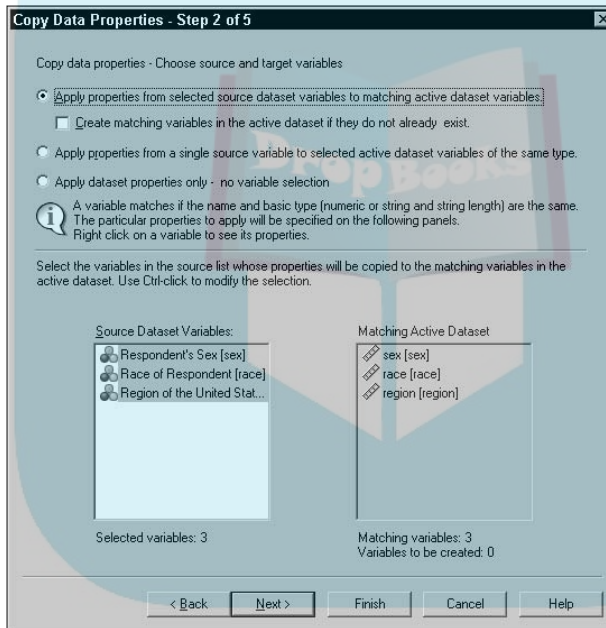 Copy Data Properties - Step 2 of 5
Copy data properties - Choose source and target variables
Apply properties from selected source dataset variables to matching active dataset variables.
Create matching variables in the active dataset if they do not already exist.
Apply properties from a single source variable to selected active dataset variables of the same type.
Apply dataset properties only - no variable selection
A variable matches if the name and basic type (numeric or string and string length) are the same.
The particular properties to apply will be specified on the following panels.
Right click on a variable to see its properties.
Select the variables in the source list whose properties will be copied to the matching variables in the
active dataset. Use Ctrl-click to modify the selection.
Source Dataset Variables:
Respondent's Sex [sex]
Race of Respondent [race]
Region of the United Stat...
Selected variables: 3
Matching Active Dataset
sex [sex]
race [race]
region [region]
Matching variables: 3
Variables to be created: 0
< Back
Next >
Finish
Cancel
Help
DropBooks